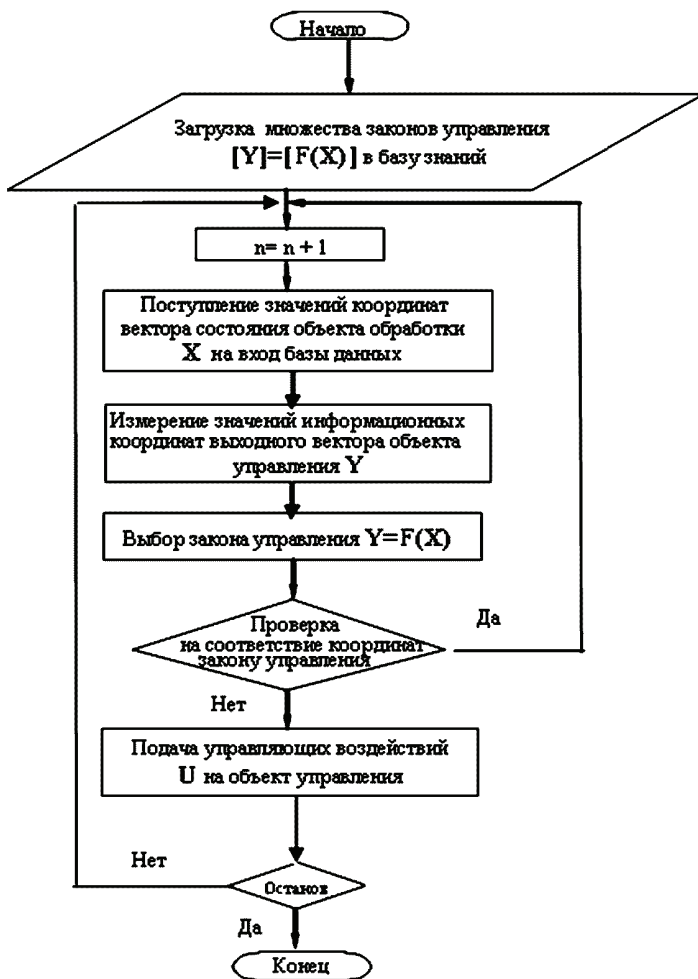 Начало
Загрузка множества законов управления
[Y]=[F(X)] в базу знаний
n= n + 1
Поступление значений координат
вектора состояния объекта обработки
X на вход базы данных
Измерение значений информационных
координат выходного вектора объекта
управления Y
Выбор закона управления Y=F(X)
Проверка
на соответствие координат
закону управления
Да
Нет
Подача управляющих воздействий
U на объект управления
Нет
Останов
Да
Конец